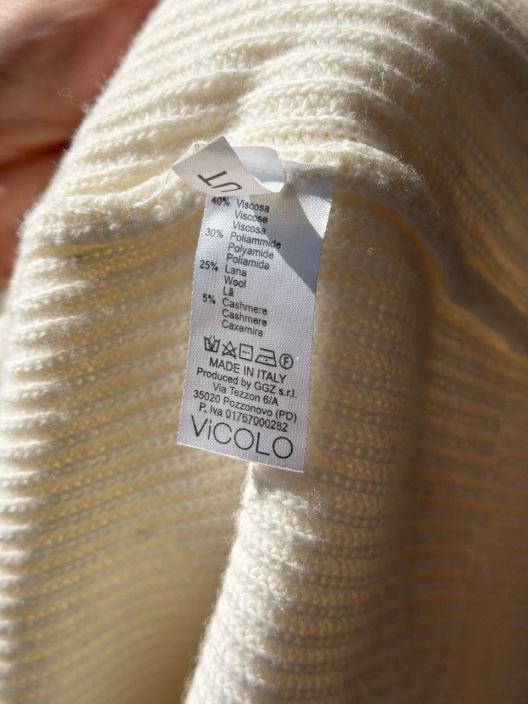 UT
40% Viscosa
Viscose
Viscosa
30% Poliammide
Polyamide
Poliamida
25% Lana
Wool
Lã
5% Cashmere
Cashmere
Caxemira
F
MADE IN ITALY
Produced by GGZ s.r.l.
Via Tezzon 6/A
35020 Pozzonovo (PD)
P. Iva 01767000282
ViCOLO